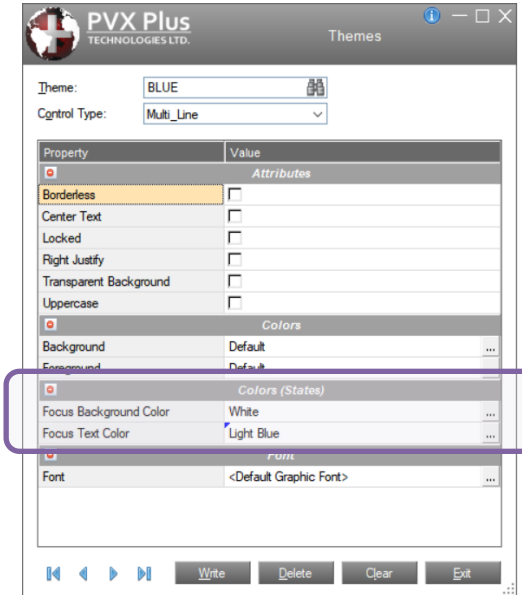 PVX Plus
TECHNOLOGIES LTD.
Themes
Theme: BLUE
Control Type: Multi_Line
Property Value
Attributes
Borderless
Center Text
Locked
Right Justify
Transparent Background
Uppercase
Colors
Background Default ...
Foreground Default ...
Colors (States)
Focus Background Color White ...
Focus Text Color Light Blue ...
Font
Font <Default Graphic Font> ...
Write Delete Clear Exit